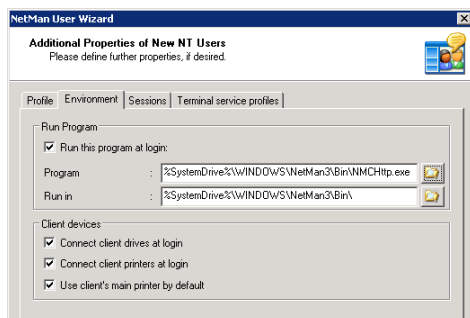 NetMan User Wizard
Additional Properties of New NT Users
Please define further properties, if desired.
Profile Environment Sessions Terminal service profiles
Run Program
Run this program at login:
Program : %SystemDrive%\WINDOWS\NetMan3\Bin\NMCHttp.exe
Run in : %SystemDrive%\WINDOWS\NetMan3\Bin\
Client devices
Connect client drives at login
Connect client printers at login
Use client's main printer by default